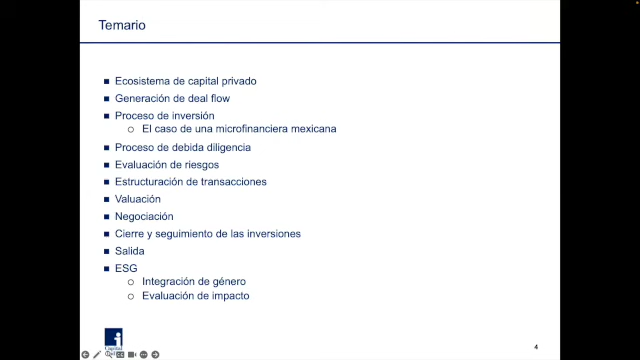 Temario
Ecosistema de capital privado
Generación de deal flow
Proceso de inversión
El caso de una microfinanciera mexicana
Proceso de debida diligencia
Evaluación de riesgos
Estructuración de transacciones
Valuación
Negociación
Cierre y seguimiento de las inversiones
Salida
ESG
Integración de género
Evaluación de impacto
4